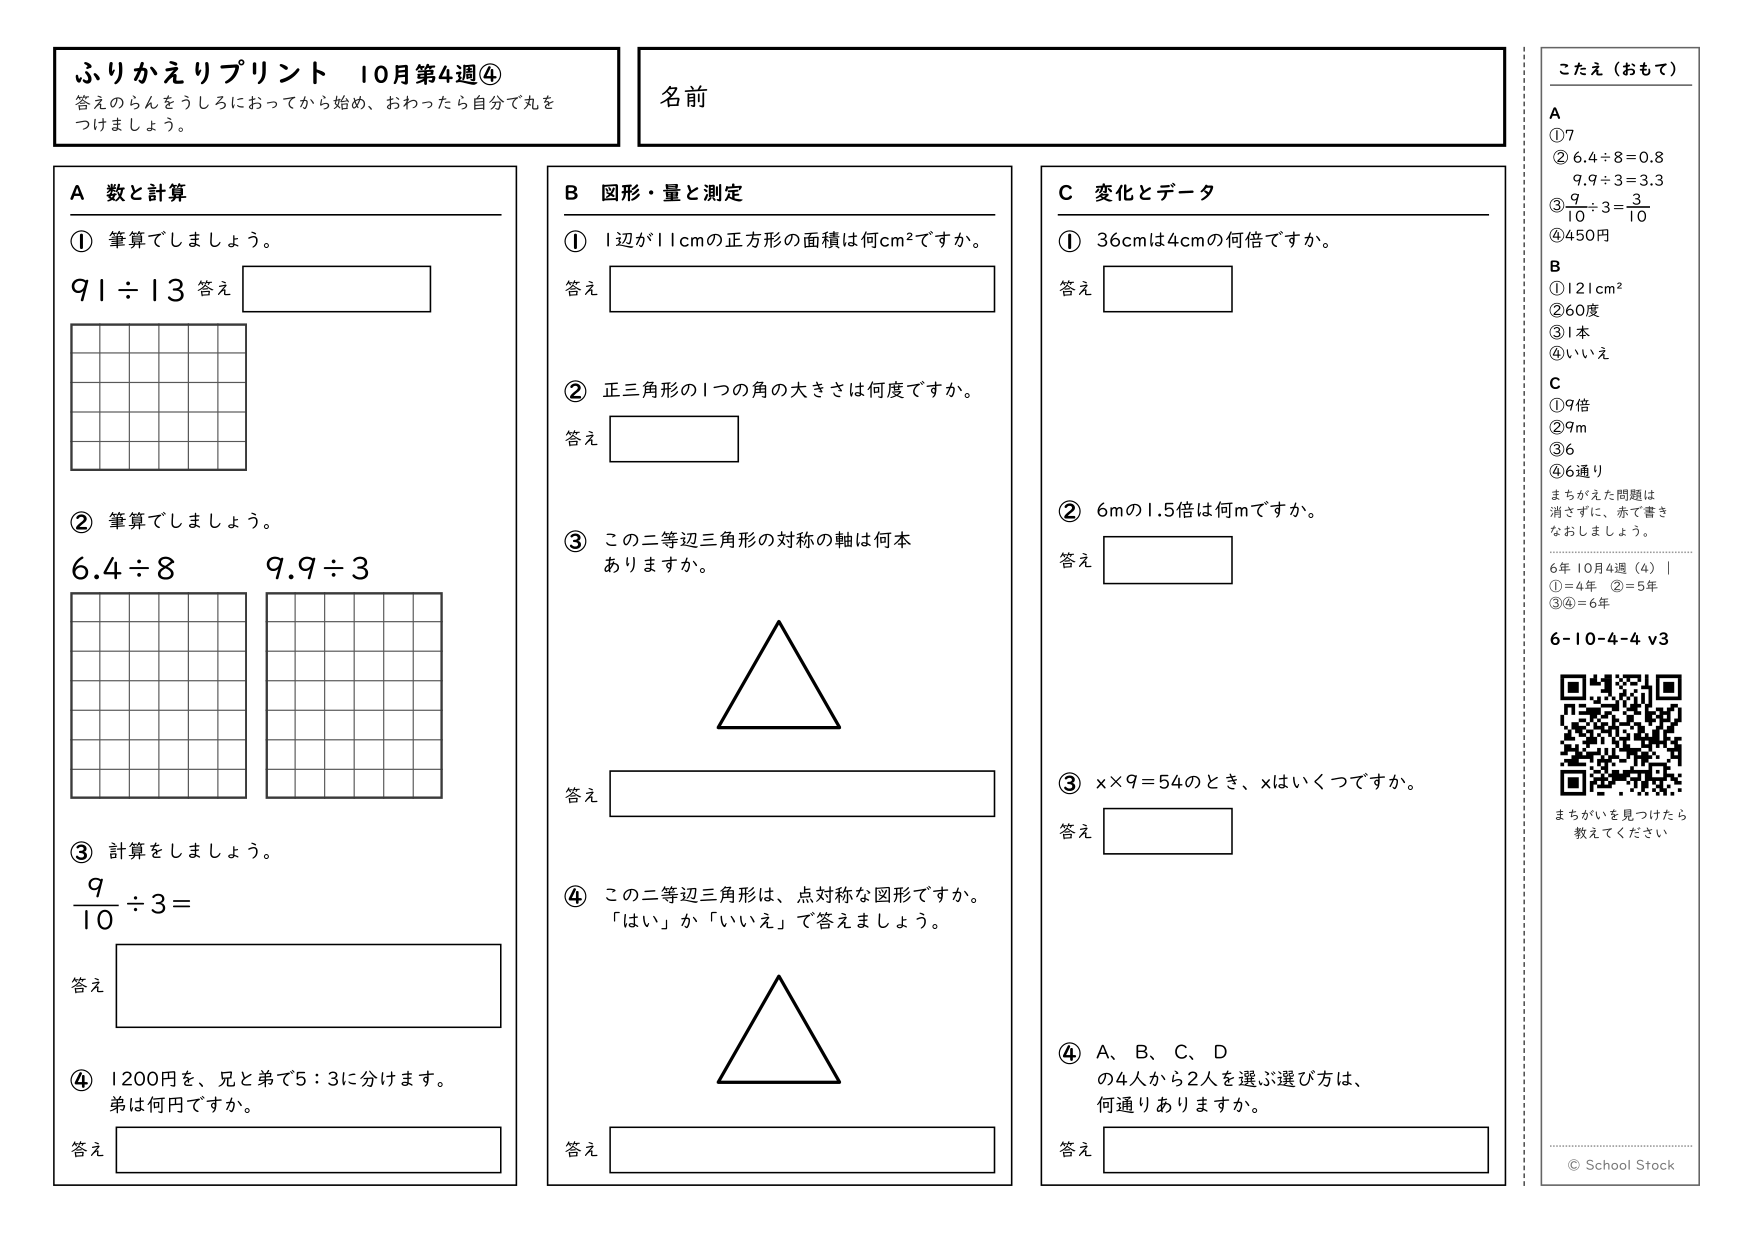 ふりかえりプリント　10月第4週④
答えのらんをうしろにおってから始め、おわったら自分で丸を
つけましょう。
名前
A　数と計算
① 筆算でしましょう。
91÷13 答え
② 筆算でしましょう。
6.4÷8　9.9÷3
③ 計算をしましょう。
9/10÷3＝
答え
④ 1200円を、兄と弟で5：3に分けます。
弟は何円ですか。
答え
B　図形・量と測定
① 1辺が11cmの正方形の面積は何cm²ですか。
答え
② 正三角形の1つの角の大きさは何度ですか。
答え
③ この二等辺三角形の対称の軸は何本
ありますか。
答え
④ この二等辺三角形は、点対称な図形ですか。
「はい」か「いいえ」で答えましょう。
答え
C　変化とデータ
① 36cmは4cmの何倍ですか。
答え
② 6mの1.5倍は何mですか。
答え
③ x×9＝54のとき、xはいくつですか。
答え
④ A、 B、 C、 D
の4人から2人を選ぶ選び方は、
何通りありますか。
答え
こたえ（おもて）
A
①7
② 6.4÷8＝0.8
9.9÷3＝3.3
③9/10÷3＝3/10
④450円
B
①121cm²
②60度
③1本
④いいえ
C
①9倍
②9m
③6
④6通り
まちがえた問題は
消さずに、赤で書き
なおしましょう。
6年 10月4週（4）｜
①＝4年　②＝5年
③④＝6年
6-10-4-4 v3
まちがいを見つけたら
教えてください
© School Stock